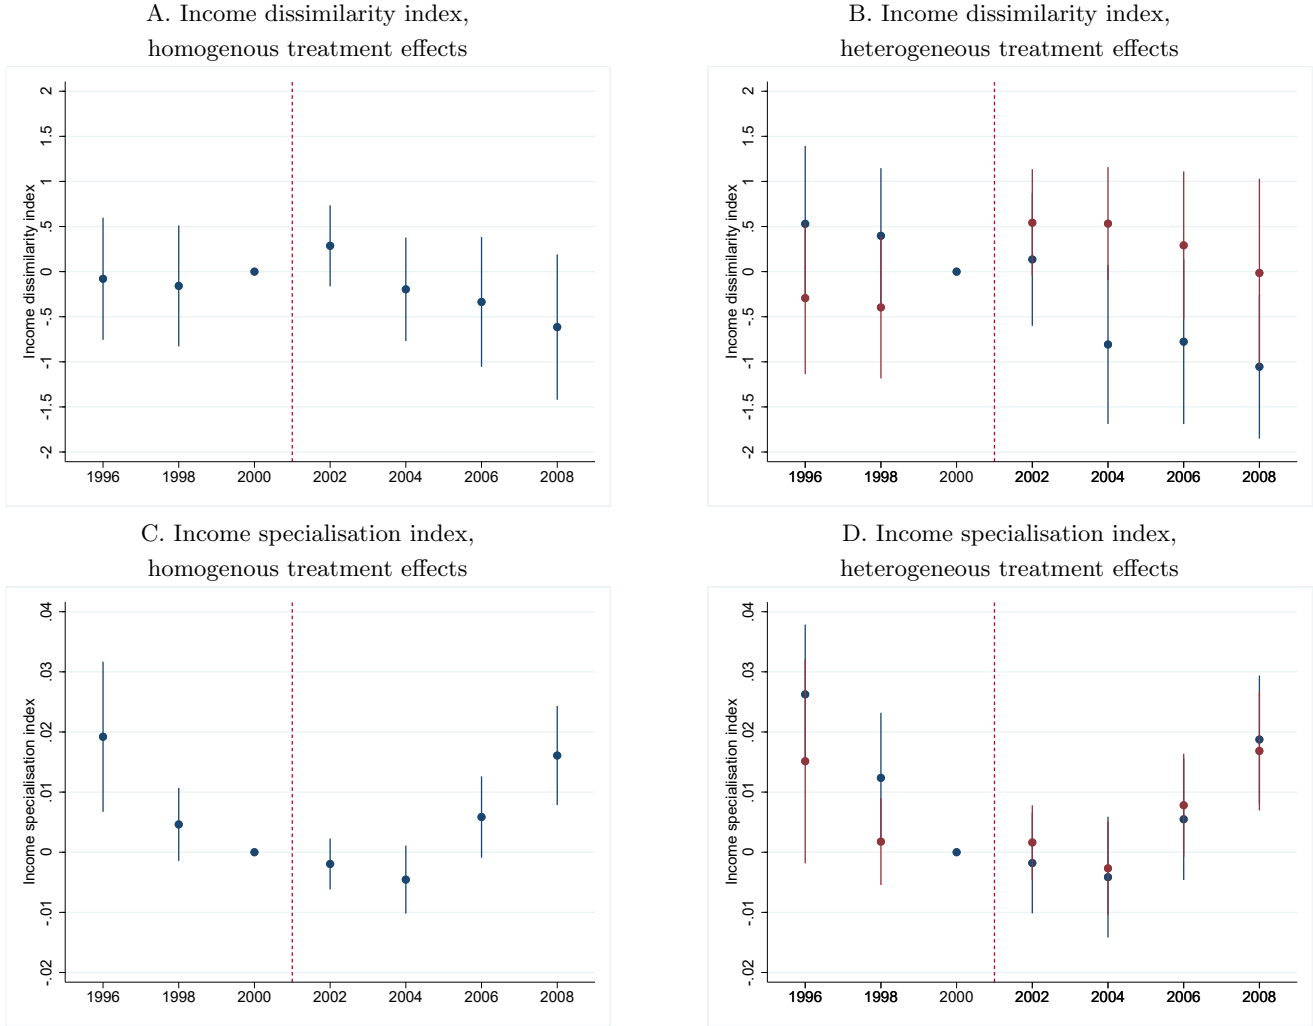 A. Income dissimilarity index,
homogenous treatment effects
Income dissimilarity index
2
1.5
1
.5
0
-.5
-1
-1.5
-2
1996 1998 2000 2002 2004 2006 2008
B. Income dissimilarity index,
heterogeneous treatment effects
Income dissimilarity index
2
1.5
1
.5
0
-.5
-1
-1.5
-2
1996 1998 2000 2002 2004 2006 2008
C. Income specialisation index,
homogenous treatment effects
Income specialisation index
.04
.03
.02
.01
0
-.01
-.02
1996 1998 2000 2002 2004 2006 2008
D. Income specialisation index,
heterogeneous treatment effects
Income specialisation index
.04
.03
.02
.01
0
-.01
-.02
1996 1998 2000 2002 2004 2006 2008